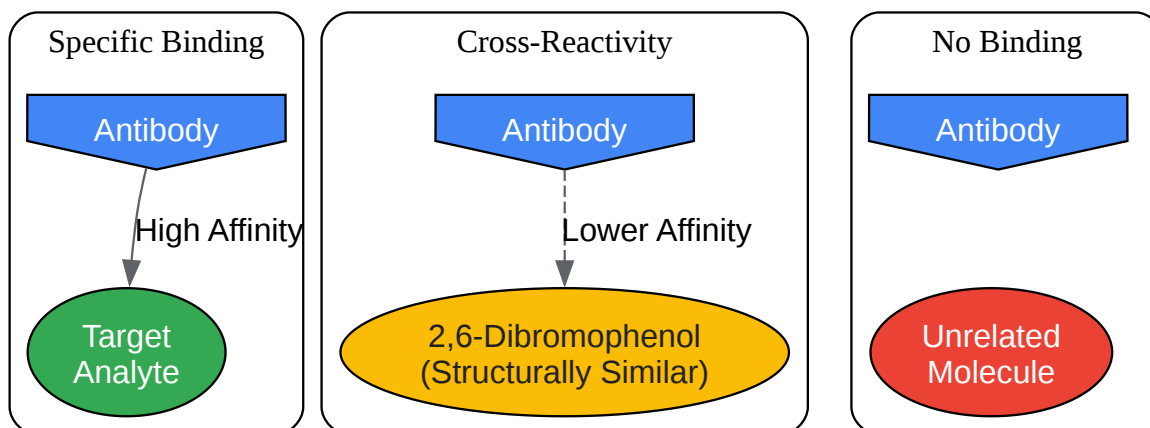 Specific Binding
Antibody
High Affinity
Target
Analyte
Cross-Reactivity
Antibody
Lower Affinity
2,6-Dibromophenol
(Structurally Similar)
No Binding
Antibody
Unrelated
Molecule